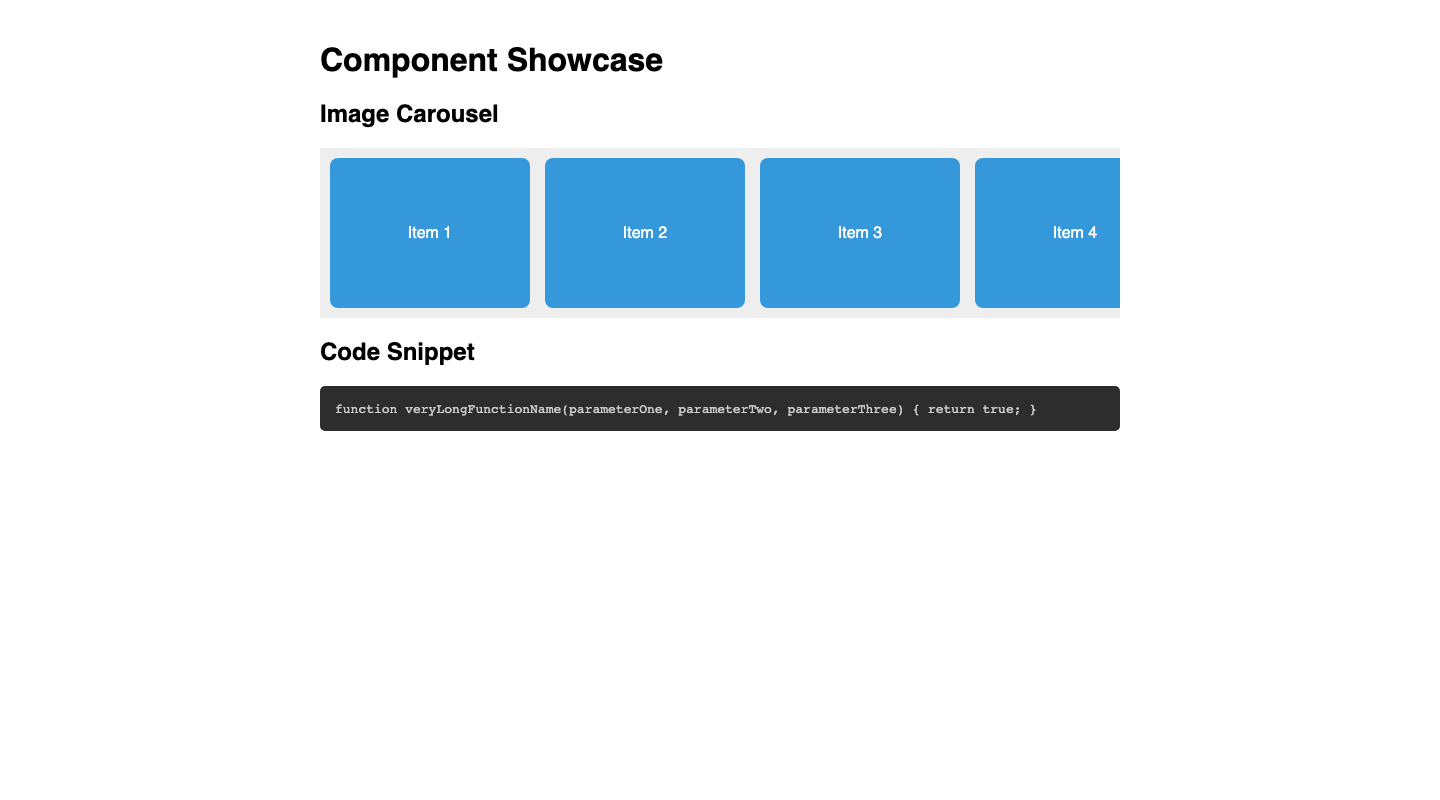 Component Showcase
Image Carousel
Item 1
Item 2
Item 3
Item 4
Code Snippet
function veryLongFunctionName(parameterOne, parameterTwo, parameterThree) { return true; }